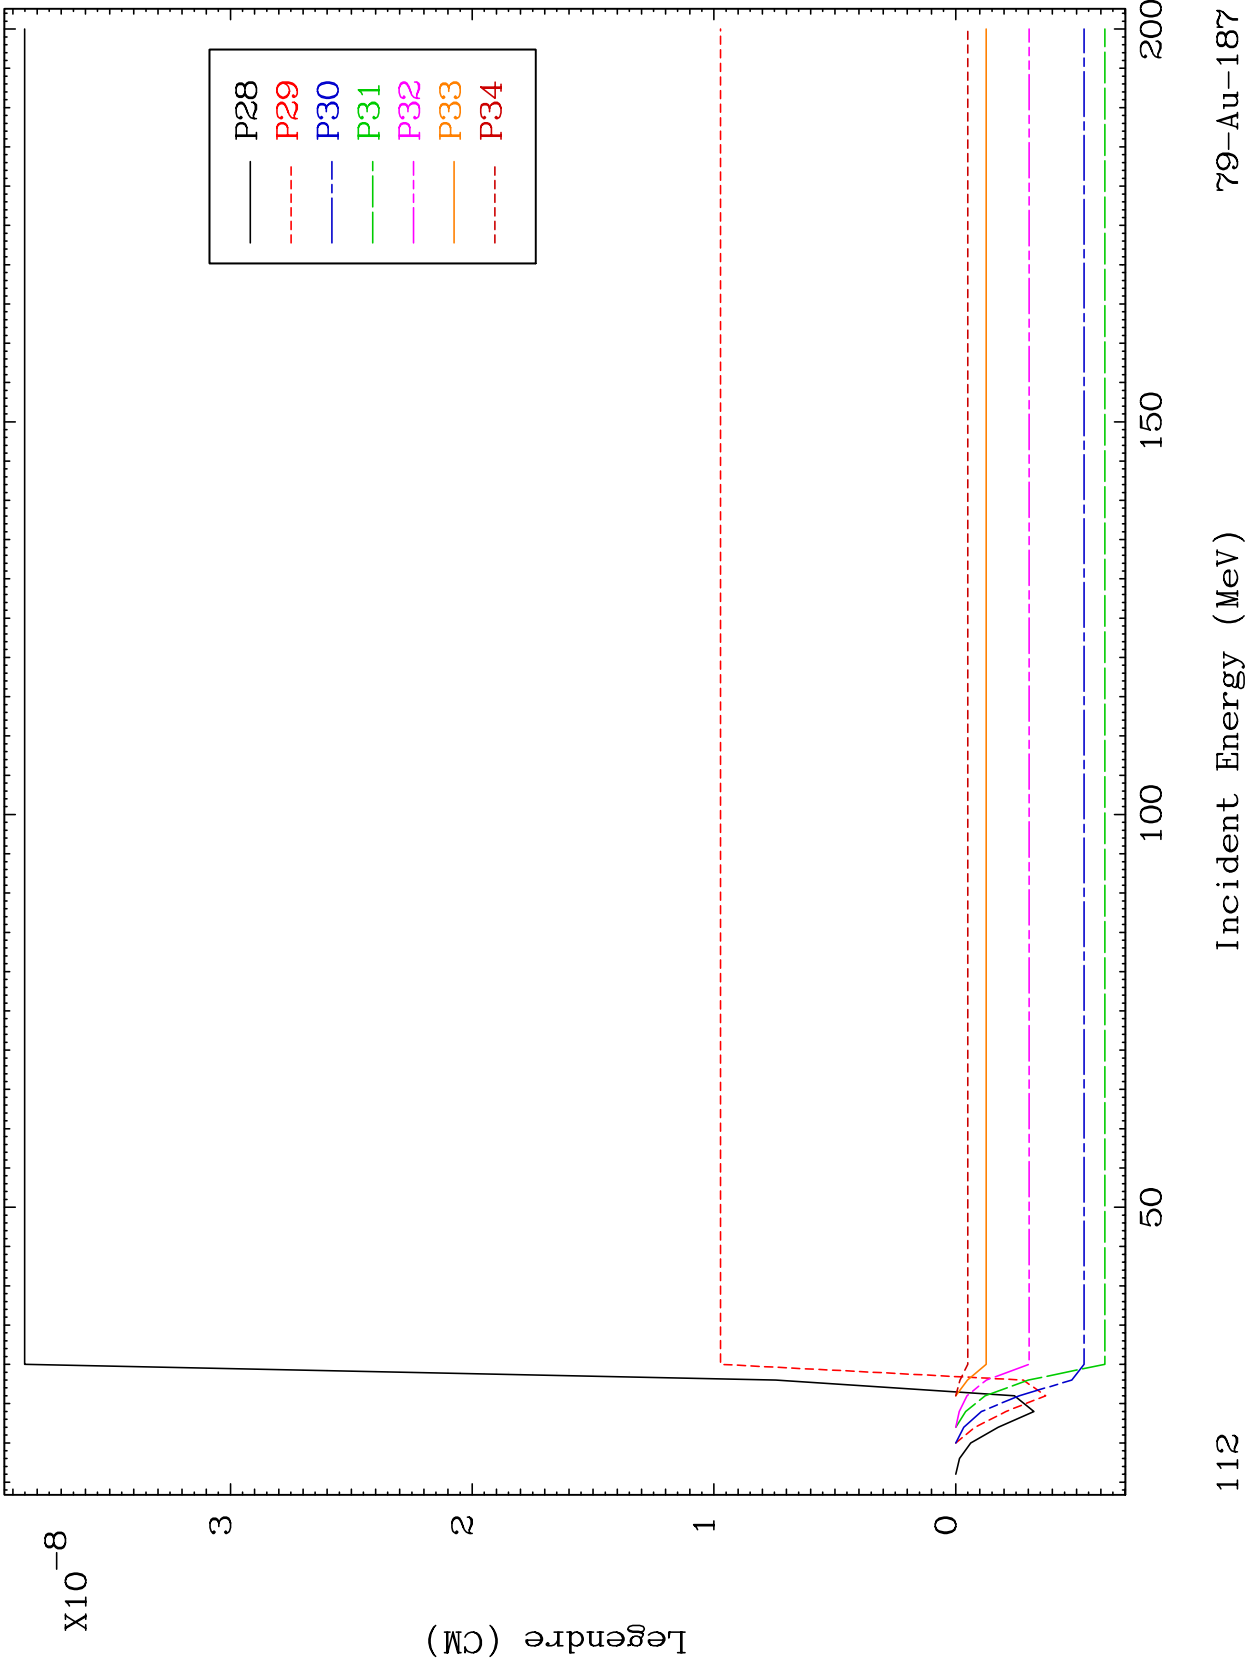 X10-8
3
2
1
0
Legendre (CM)
50
100
150
200
Incident Energy (MeV)
P28
P29
P30
P31
P32
P33
P34
112
79-Au-187